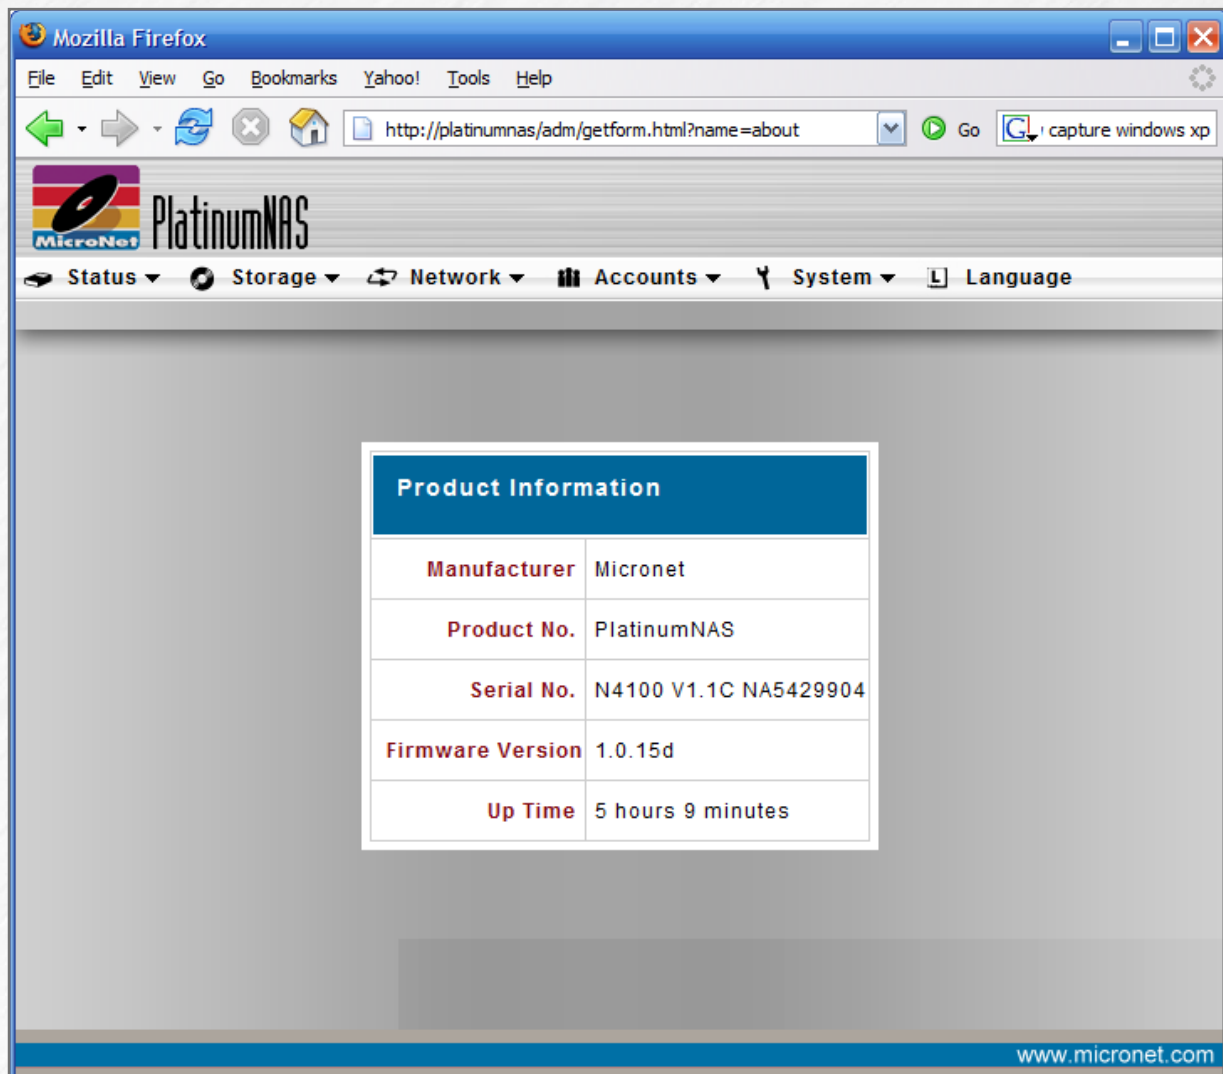 Mozilla Firefox
File Edit View Go Bookmarks Yahoo! Tools Help
http://platinumnas/adm/getform.html?name=about Go G capture windows xp
MicroNet PlatinumNAS
Status Storage Network Accounts System L Language
Product Information
Manufacturer Micronet
Product No. PlatinumNAS
Serial No. N4100 V1.1C NA5429904
Firmware Version 1.0.15d
Up Time 5 hours 9 minutes
www.micronet.com